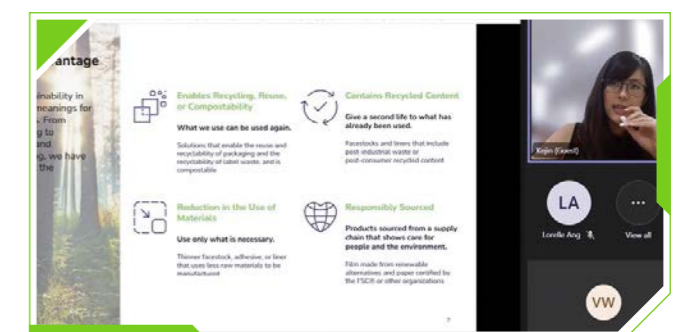 antage
inability in
neanings for
. From
g to
and
g, we have
the
Enables Recycling, Reuse,
or Compostability
What we use can be used again.
Solutions that enable the reuse and
recyclability of packaging and the
recyclability of label waste, and is
compostable
Contains Recycled Content
Give a second life to what has
already been used.
Facestocks and liners that include
post-industrial waste or
post-consumer recycled content
Reduction in the Use of
Materials
Use only what is necessary.
Thinner facestock, adhesive, or liner
that uses less raw materials to be
manufactured
Responsibly Sourced
Products sourced from a supply
chain that shows care for
people and the environment.
Film made from renewable
alternatives and paper certified by
the FSC® or other organizations
7
Kejin (Guest)
LA
Lorelle Ang
View all
VW